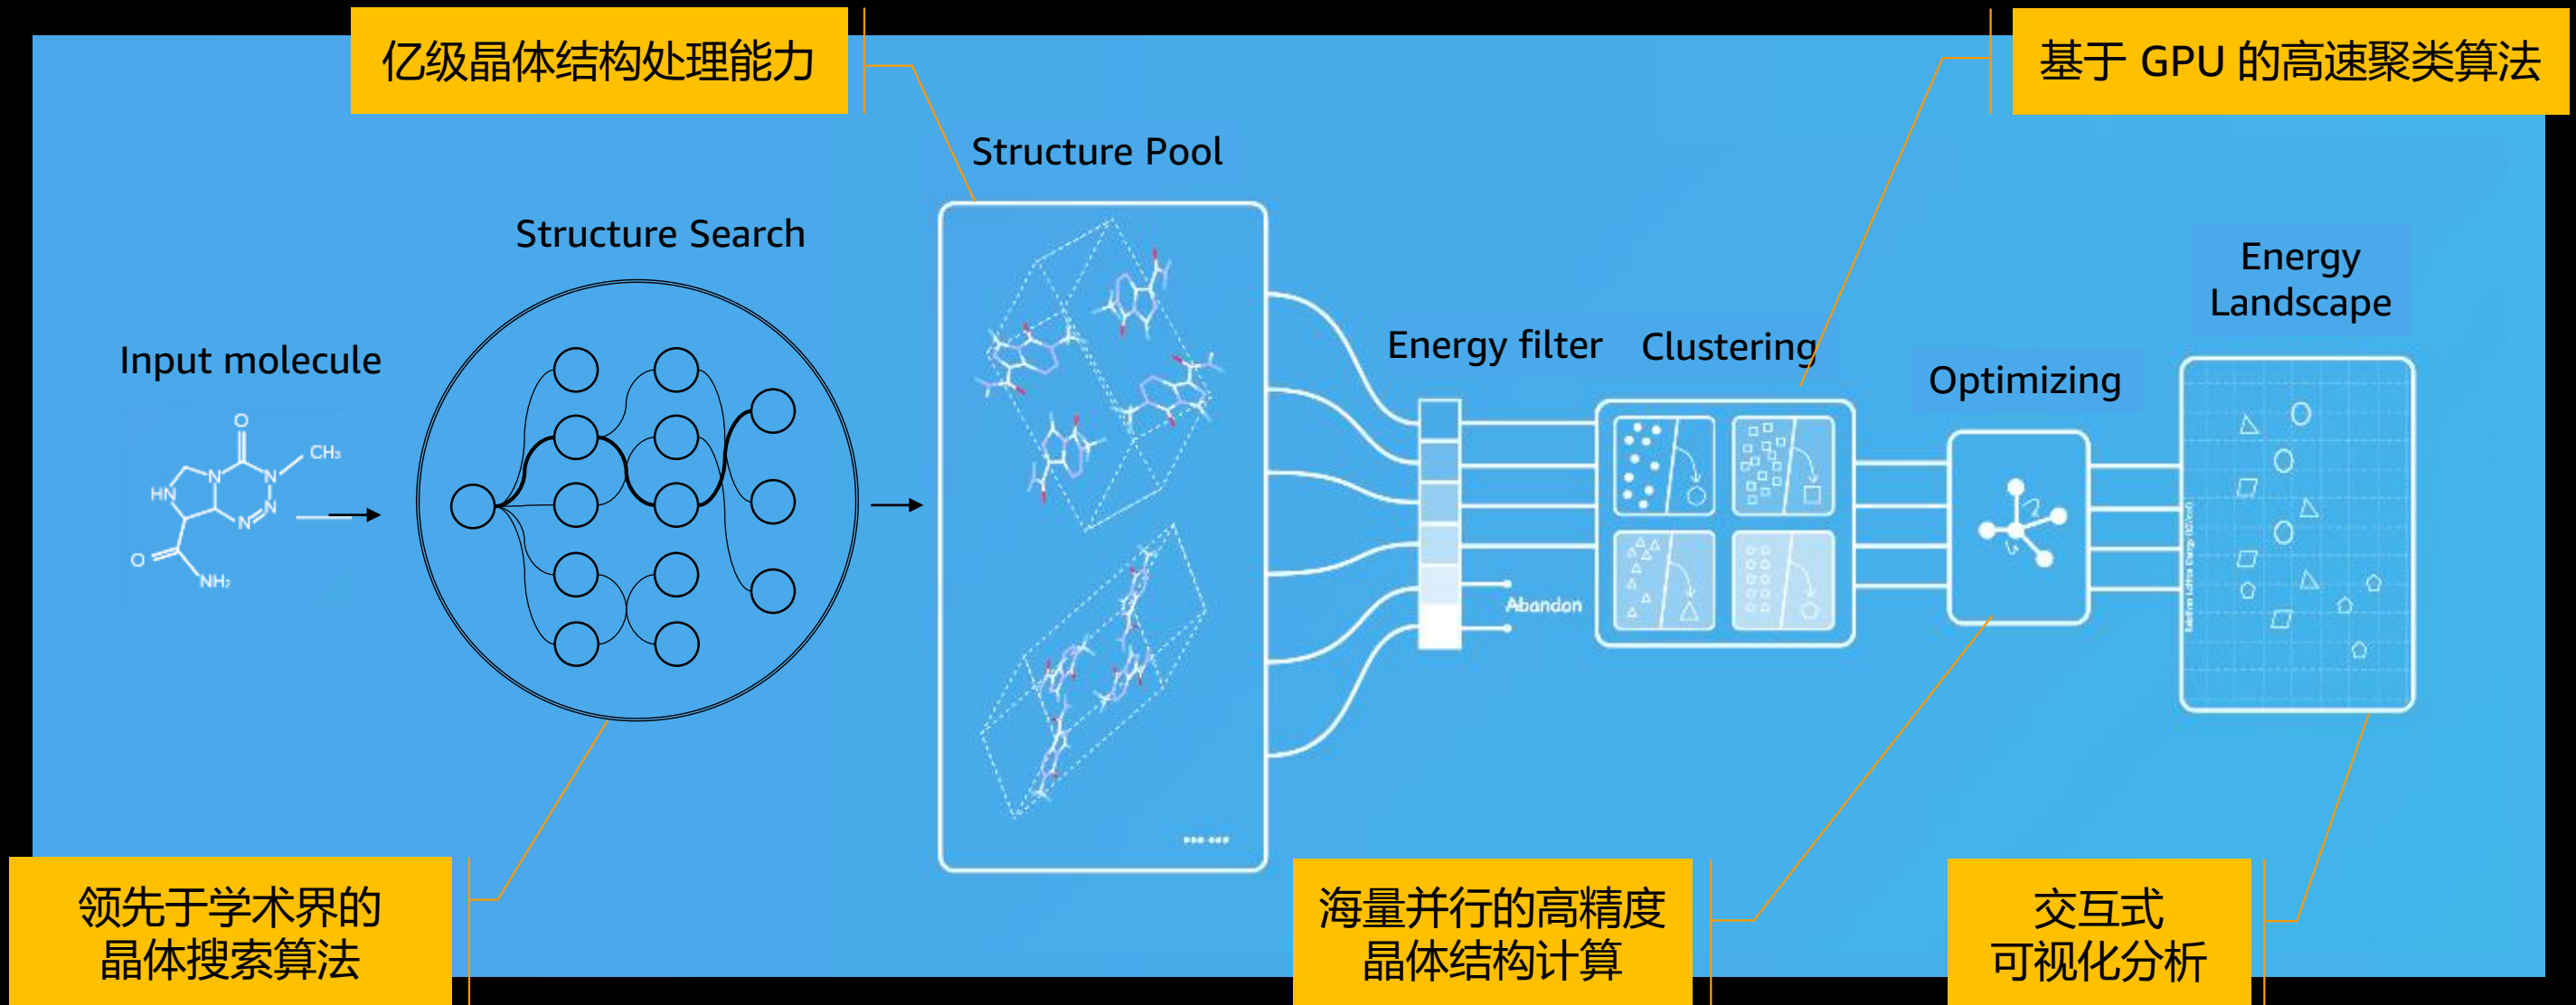 亿级晶体结构处理能力
基于 GPU 的高速聚类算法
Structure Pool
Structure Search
Energy
Landscape
Energy filter
Clustering
Input molecule
Optimizing
O
CH₃
N
N
HN
N
N
O
NH₂
Abandon
领先于学术界的
晶体搜索算法
海量并行的高精度
晶体结构计算
交互式
可视化分析